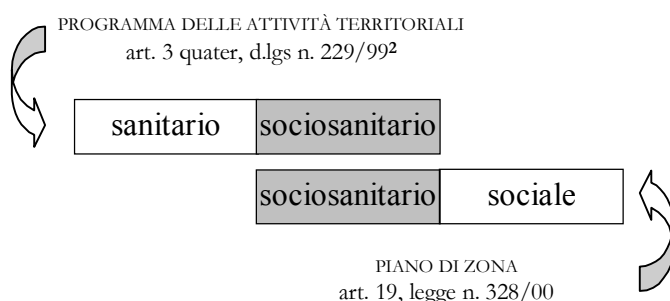 PROGRAMMA DELLE ATTIVITÀ TERRITORIALI
art. 3 quater, d.lgs n. 229/99²
sanitario sociosanitario
sociosanitario sociale
PIANO DI ZONA
art. 19, legge n. 328/00